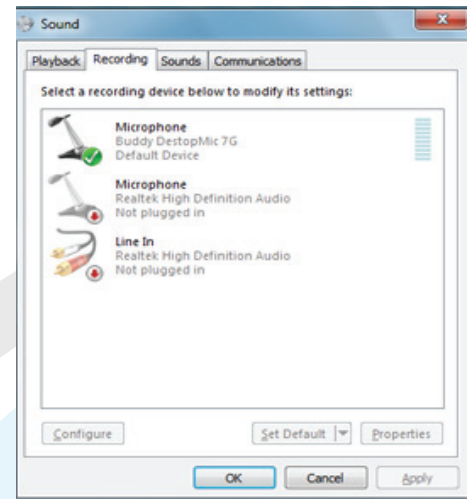 Sound
Playback Recording Sounds Communications
Select a recording device below to modify its settings:
Microphone
Buddy DestopMic 7G
Default Device
Microphone
Realtek High Definition Audio
Not plugged in
Line In
Realtek High Definition Audio
Not plugged in
Configure Set Default Properties
OK Cancel Apply